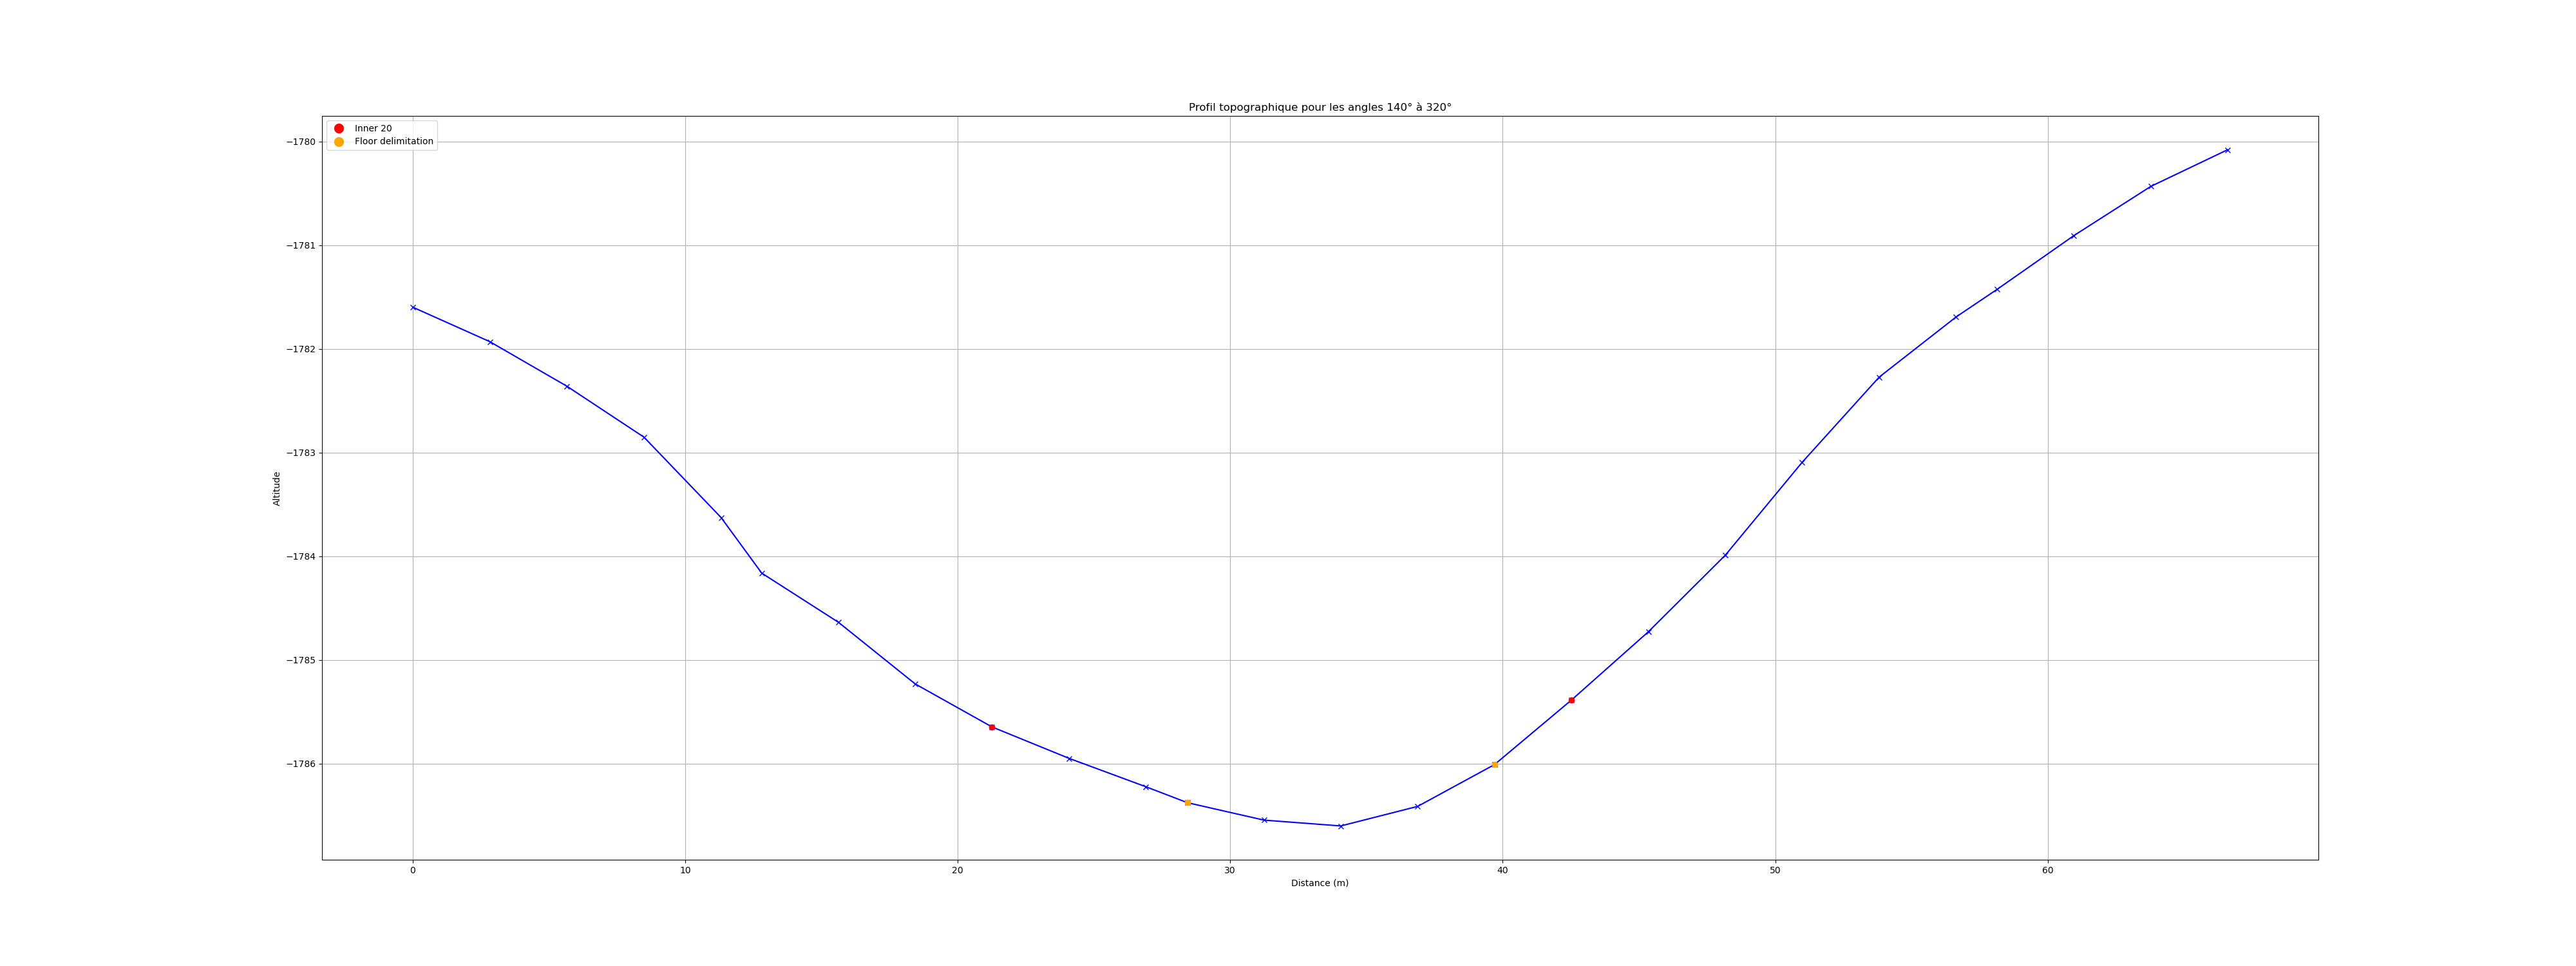 Profil topographique pour les angles 140° à 320°
Inner 20
Floor delimitation
−1780
−1781
−1782
−1783
−1784
−1785
−1786
Altitude
0 10 20 30 40 50 60
Distance (m)